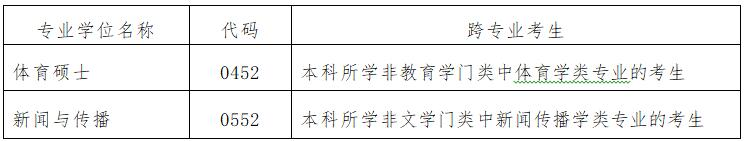 专业学位名称 代码 跨专业考生
体育硕士 0452 本科所学非教育学门类中体育学类专业的考生
新闻与传播 0552 本科所学非文学门类中新闻传播学类专业的考生